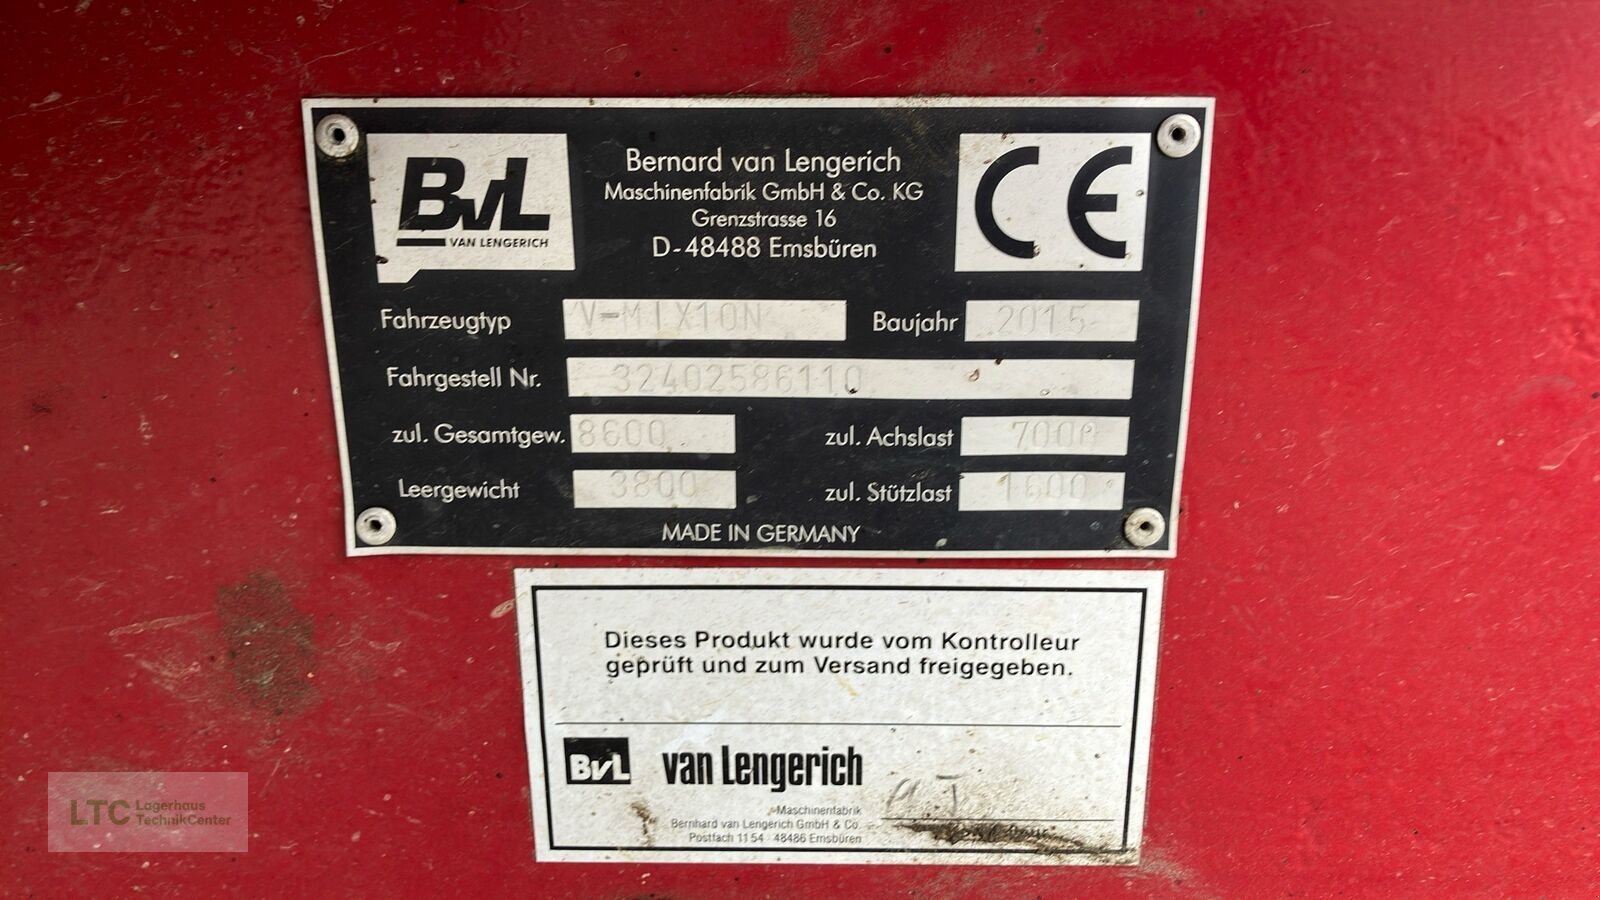 BvL
VAN LENGERICH
Bernard van Lengerich
Maschinenfabrik GmbH & Co. KG
Grenzstrasse 16
D-48488 Emsbüren
CE
Fahrzeugtyp V-MIX10N Baujahr 2015
Fahrgestell Nr. 32402586110
zul. Gesamtgew. 8600 zul. Achslast 7000
Leergewicht 3800 zul. Stützlast 1600
MADE IN GERMANY
Dieses Produkt wurde vom Kontrolleur
geprüft und zum Versand freigegeben.
BvL van Lengerich
Maschinenfabrik
Bernhard van Lengerich GmbH & Co.
Postfach 11 54 · 48486 Emsbüren
LTC Lagerhaus
TechnikCenter